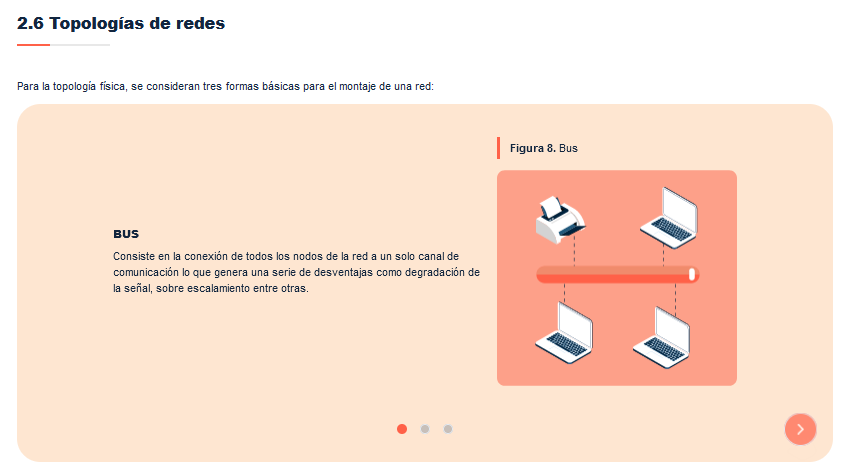 2.6 Topologías de redes
Para la topología física, se consideran tres formas básicas para el montaje de una red:
Figura 8. Bus
BUS
Consiste en la conexión de todos los nodos de la red a un solo canal de
comunicación lo que genera una serie de desventajas como degradación de
la señal, sobre escalamiento entre otras.